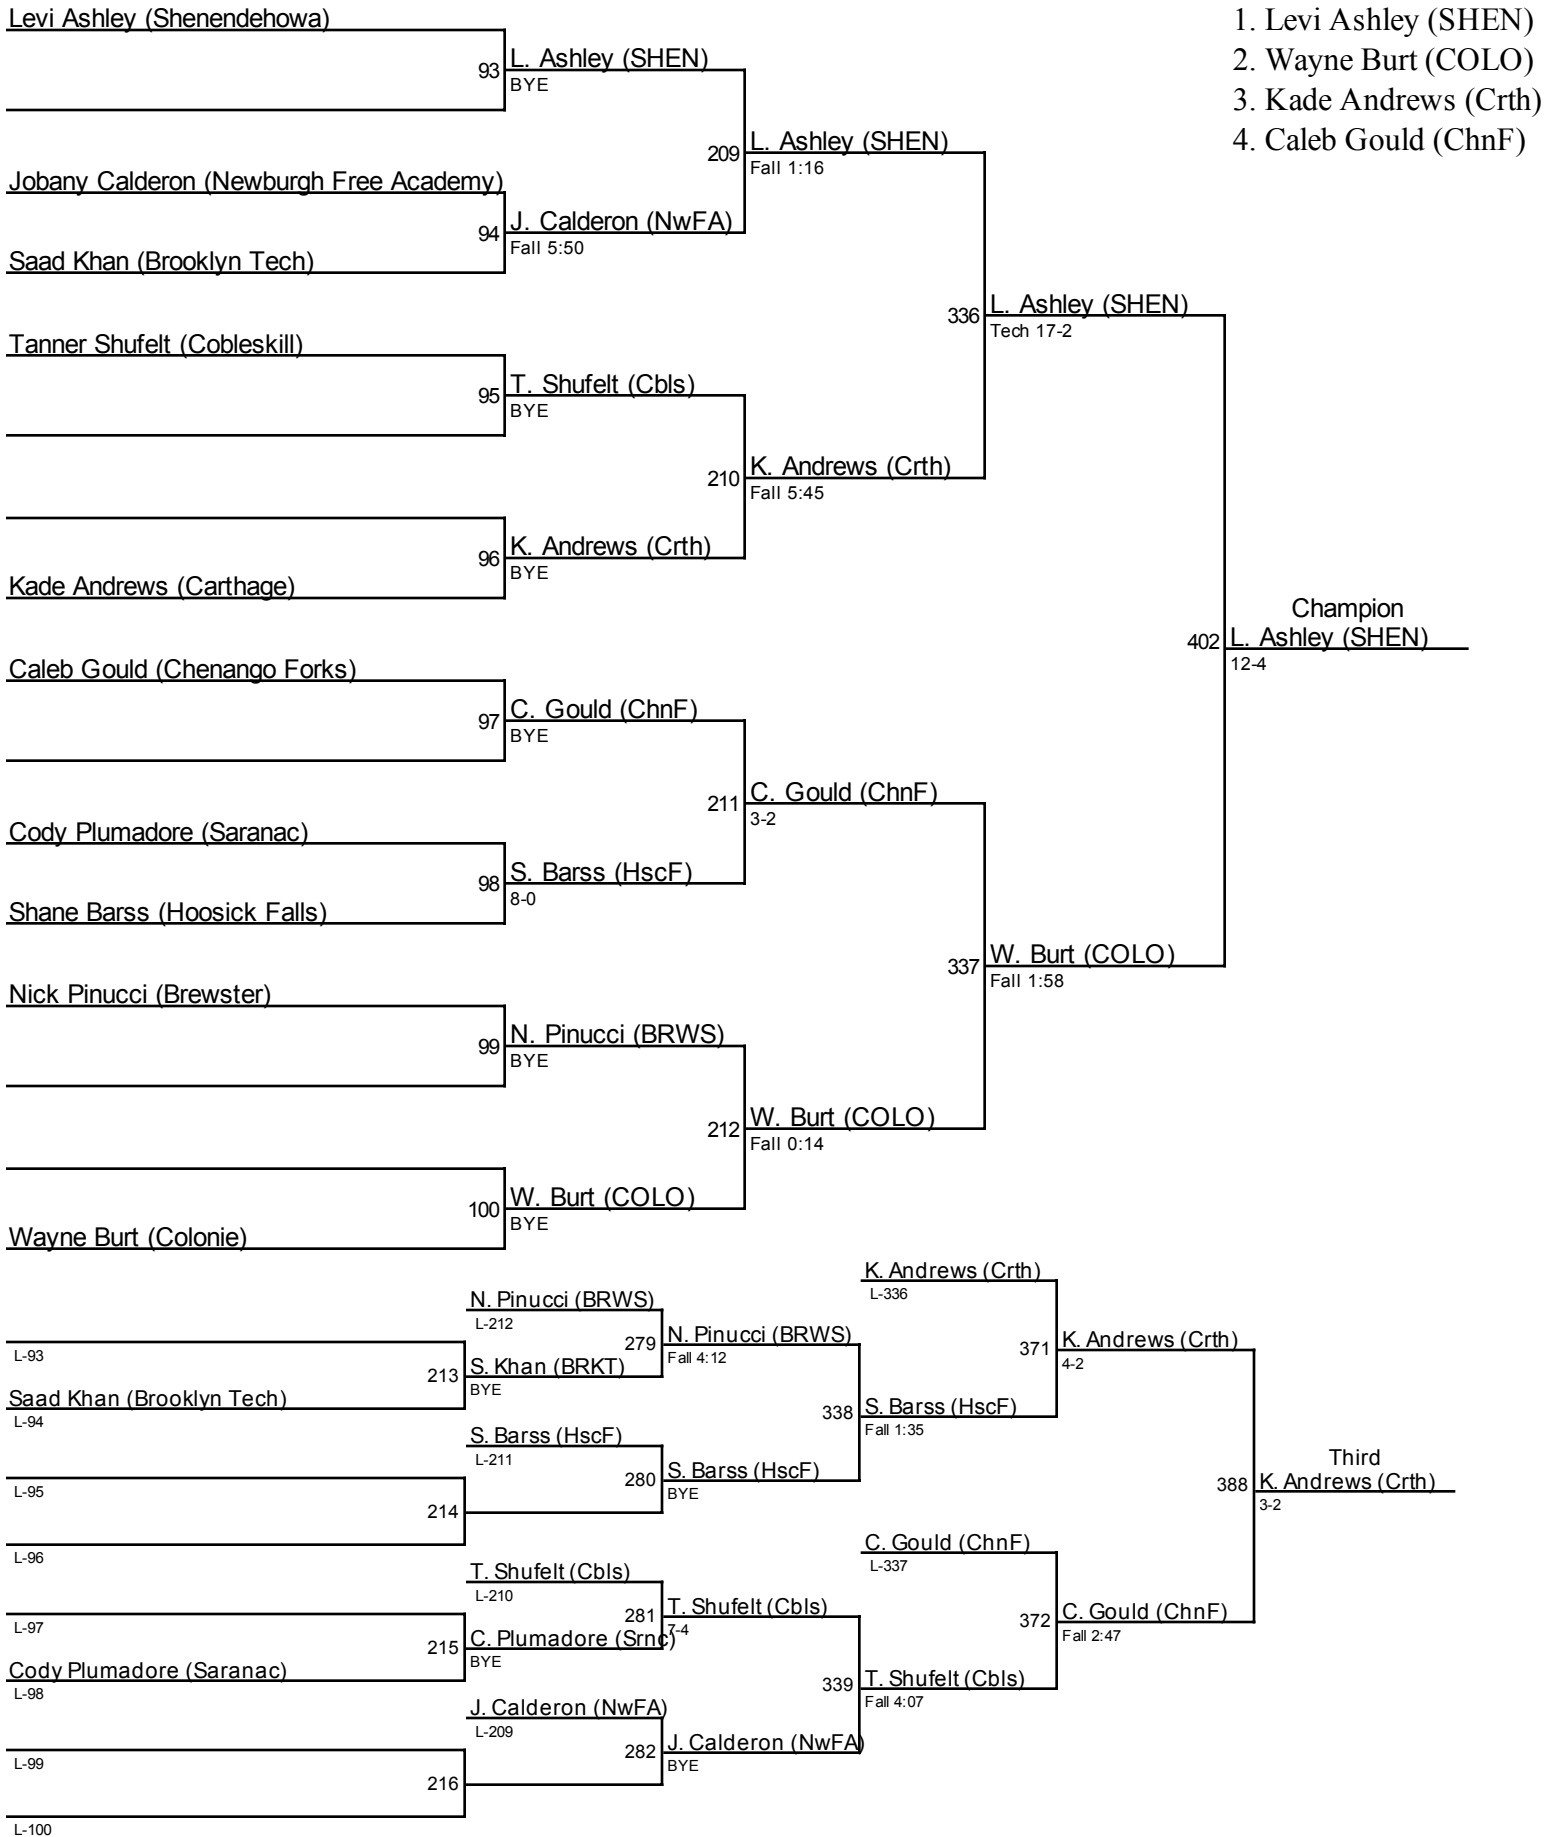 Levi Ashley (Shenendehowa)
93
L. Ashley (SHEN)
BYE
209
L. Ashley (SHEN)
Fall 1:16
Jobany Calderon (Newburgh Free Academy)
94
J. Calderon (NwFA)
Fall 5:50
Saad Khan (Brooklyn Tech)
336
L. Ashley (SHEN)
Tech 17-2
Tanner Shufelt (Cobleskill)
95
T. Shufelt (Cbls)
BYE
210
K. Andrews (Crth)
Fall 5:45
96
K. Andrews (Crth)
BYE
Kade Andrews (Carthage)
Champion
402
L. Ashley (SHEN)
12-4
Caleb Gould (Chenango Forks)
97
C. Gould (ChnF)
BYE
211
C. Gould (ChnF)
3-2
Cody Plumadore (Saranac)
98
S. Barss (HscF)
8-0
Shane Barss (Hoosick Falls)
337
W. Burt (COLO)
Fall 1:58
Nick Pinucci (Brewster)
99
N. Pinucci (BRWS)
BYE
212
W. Burt (COLO)
Fall 0:14
100
W. Burt (COLO)
BYE
Wayne Burt (Colonie)
1. Levi Ashley (SHEN)
2. Wayne Burt (COLO)
3. Kade Andrews (Crth)
4. Caleb Gould (ChnF)
K. Andrews (Crth)
L-336
N. Pinucci (BRWS)
L-212
279
N. Pinucci (BRWS)
Fall 4:12
371
K. Andrews (Crth)
4-2
L-93
213
S. Khan (BRKT)
BYE
Saad Khan (Brooklyn Tech)
L-94
338
S. Barss (HscF)
Fall 1:35
S. Barss (HscF)
L-211
280
S. Barss (HscF)
BYE
L-95
214
L-96
Third
388
K. Andrews (Crth)
3-2
C. Gould (ChnF)
L-337
T. Shufelt (Cbls)
L-210
281
T. Shufelt (Cbls)
7-4
372
C. Gould (ChnF)
Fall 2:47
L-97
215
C. Plumadore (Srnc)
BYE
Cody Plumadore (Saranac)
L-98
339
T. Shufelt (Cbls)
Fall 4:07
J. Calderon (NwFA)
L-209
282
J. Calderon (NwFA)
BYE
L-99
216
L-100